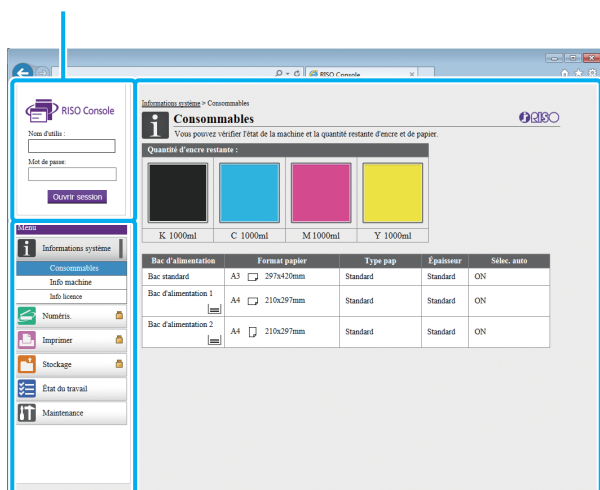 RISO Console
RISO Console
Nom d'utilis :
Mot de passe:
Ouvrir session
Menu
Informations système
Consommables
Info machine
Info licence
Numéris.
Imprimer
Stockage
État du travail
Maintenance
Informations système > Consommables
Consommables
RISO
Vous pouvez vérifier l'état de la machine et la quantité restante d'encre et de papier.
Quantité d'encre restante :
K 1000ml C 1000ml M 1000ml Y 1000ml
Bac d'alimentation Format papier Type pap Épaisseur Sélec. auto
Bac standard A3 297x420mm Standard Standard ON
Bac d'alimentation 1 A4 210x297mm Standard Standard ON
Bac d'alimentation 2 A4 210x297mm Standard Standard ON